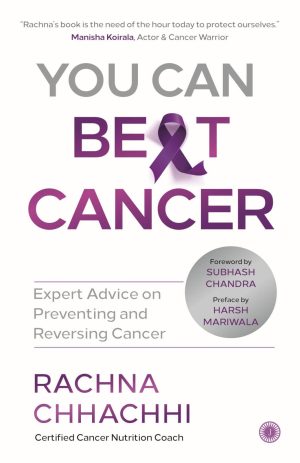 "Rachna's book is the need of the hour today to protect ourselves."
Manisha Koirala, Actor & Cancer Warrior
YOU CAN
BEAT
CANCER
Foreword by
SUBHASH
CHANDRA
Preface by
HARSH
MARIWALA
Expert Advice on
Preventing and
Reversing Cancer
RACHNA
CHHACHHI
Certified Cancer Nutrition Coach
J